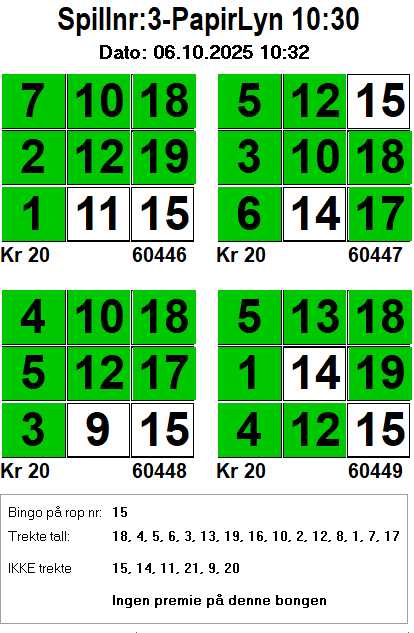 Spillnr:3-PapirLyn 10:30
Dato: 06.10.2025 10:32
7 10 18
2 12 19
1 11 15
Kr 20 60446
5 12 15
3 10 18
6 14 17
Kr 20 60447
4 10 18
5 12 17
3 9 15
Kr 20 60448
5 13 18
1 14 19
4 12 15
Kr 20 60449
Bingo på rop nr: 15
Trekte tall: 18, 4, 5, 6, 3, 13, 19, 16, 10, 2, 12, 8, 1, 7, 17
IKKE trekte 15, 14, 11, 21, 9, 20
Ingen premie på denne bongen